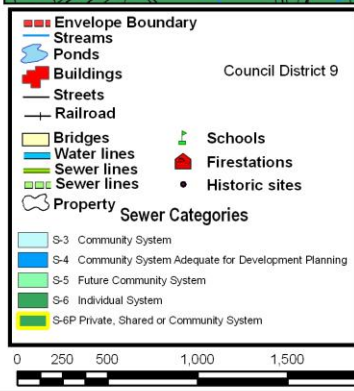 Envelope Boundary
Streams
Ponds
Buildings
Council District 9
Streets
Railroad
Bridges
Schools
Water lines
Sewer lines
Firestations
Sewer lines
Historic sites
Property
Sewer Categories
S-3 Community System
S-4 Community System Adequate for Development Planning
S-5 Future Community System
S-6 Individual System
S-6P Private, Shared or Community System
0 250 500 1,000 1,500